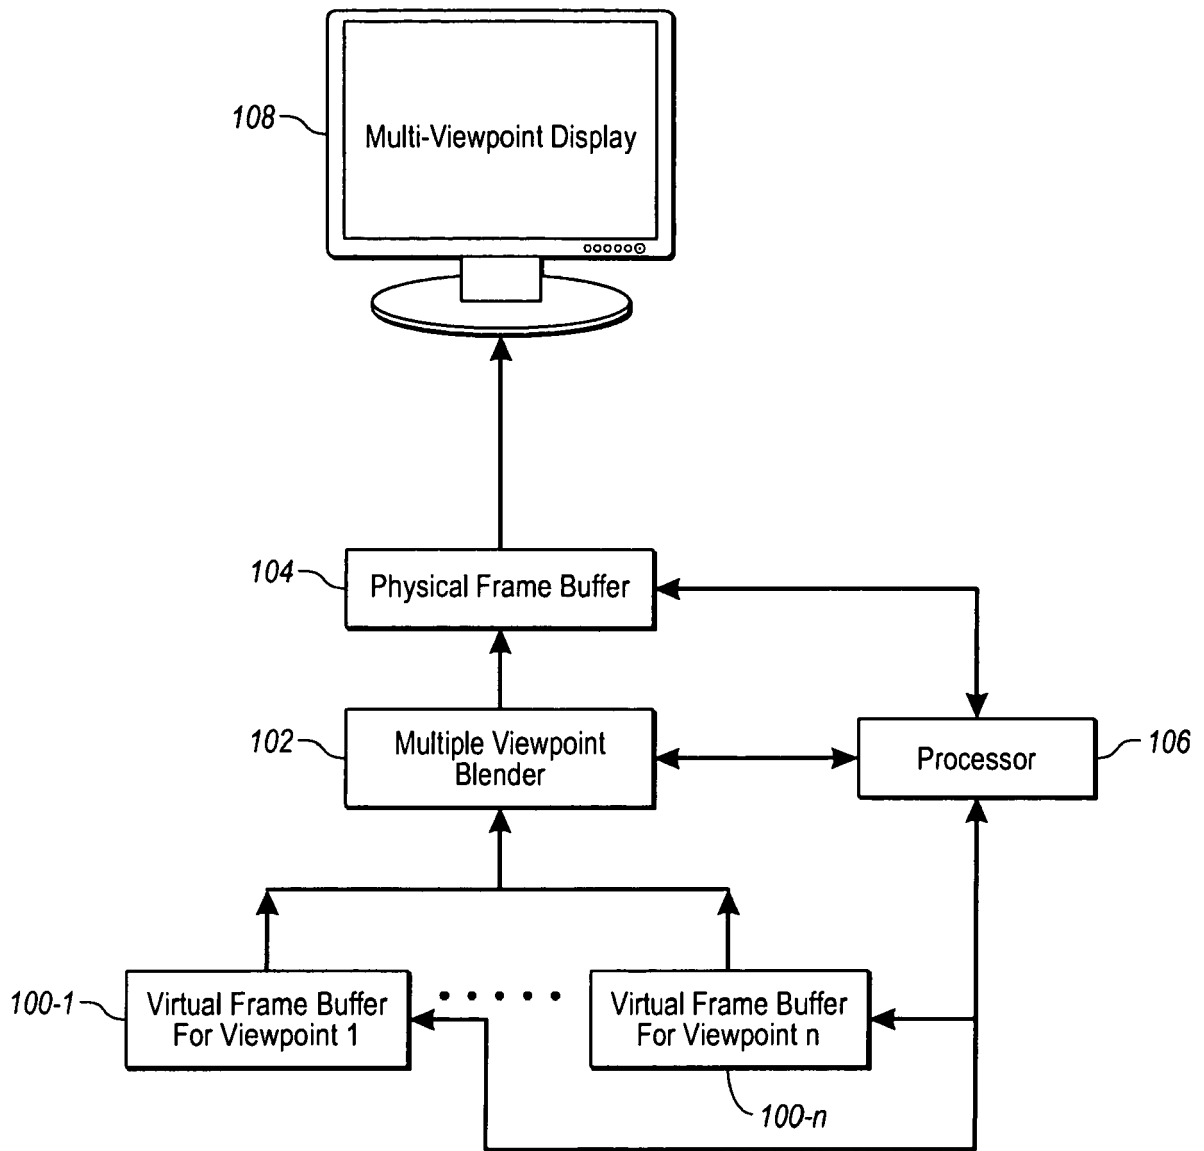 108
Multi-Viewpoint Display
104
Physical Frame Buffer
102
Multiple Viewpoint
Blender
Processor
106
100-1
Virtual Frame Buffer
For Viewpoint 1
Virtual Frame Buffer
For Viewpoint n
100-n